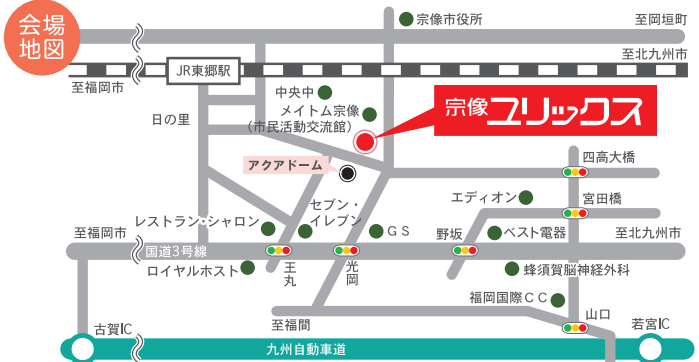 会場
地図
宗像市役所
至岡垣町
至北九州市
JR東郷駅
至福岡市
中央中
メイトム宗像
（市民活動交流館）
宗像ユリックス
日の里
アクアドーム
四高大橋
エディオン
宮田橋
セブン・
イレブン
レストラン・シャロン
GS
野坂
ベスト電器
至福岡市
至北九州市
国道3号線
ロイヤルホスト
王丸
光岡
蜂須賀脳神経外科
福岡国際CC
至福間
山口
古賀IC
若宮IC
九州自動車道